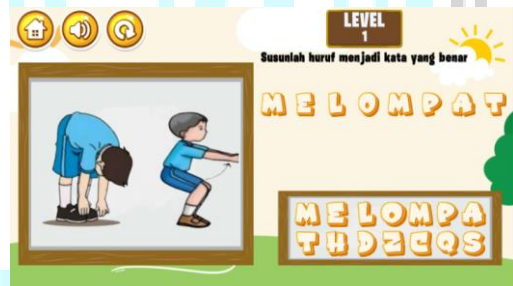 LEVEL
1
Susunlah huruf menjadi kata yang benar
MELOMPAT
MELOMPA
THDZCQS